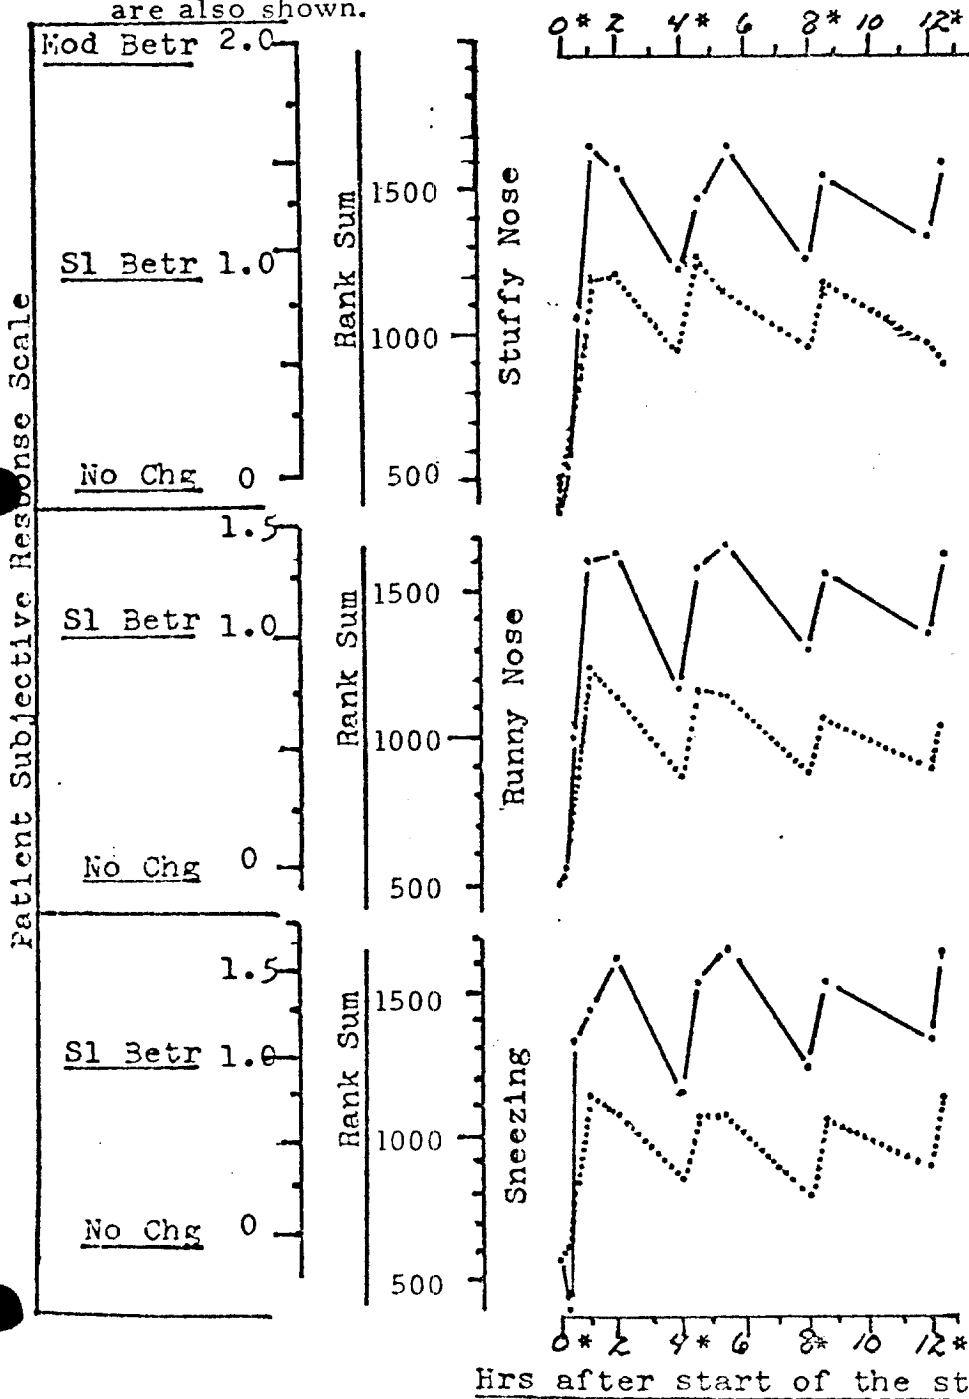 are also shown.
0* 2 4* 6 8* 10 12*
Patient Subjective Response Scale
Mod Betr 2.0
Sl Betr 1.0
No Chg 0
Rank Sum
1500
1000
500
Stuffy Nose
1.5
Sl Betr 1.0
No Chg 0
Rank Sum
1500
1000
500
Runny Nose
1.5
Sl Betr 1.0
No Chg 0
Rank Sum
1500
1000
500
Sneezing
0* 2 4* 6 8* 10 12*
Hrs after start of the st